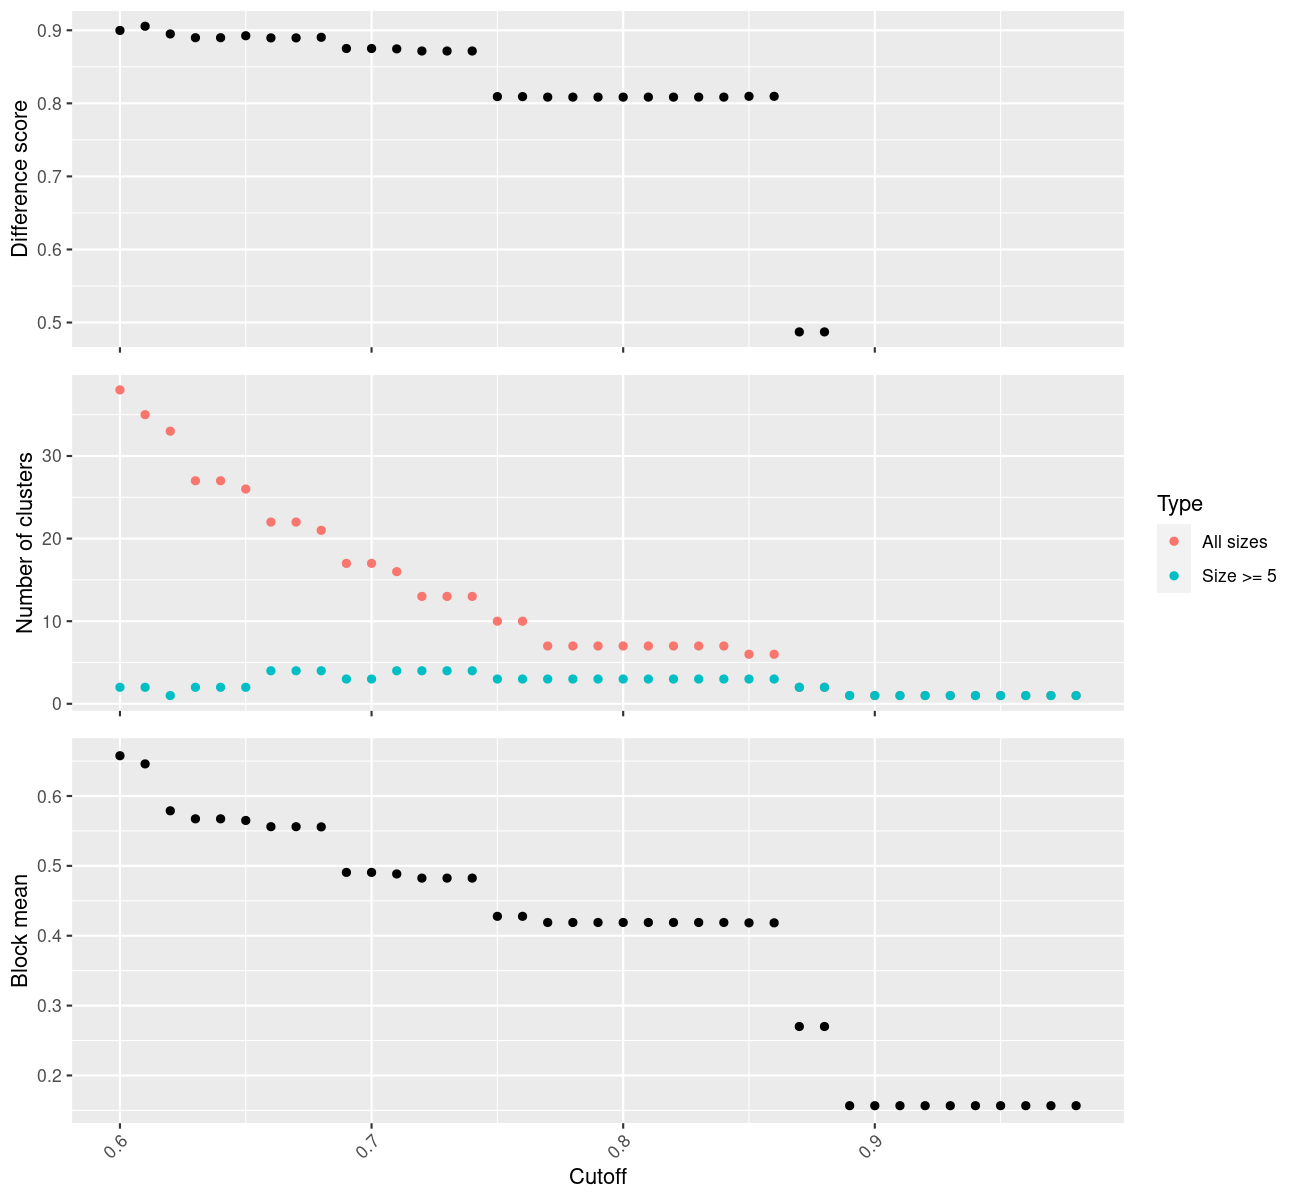 Difference score
0.9
0.8
0.7
0.6
0.5
Number of clusters
30
20
10
0
Type
All sizes
Size >= 5
Block mean
0.6
0.5
0.4
0.3
0.2
0.6
0.7
0.8
0.9
Cutoff